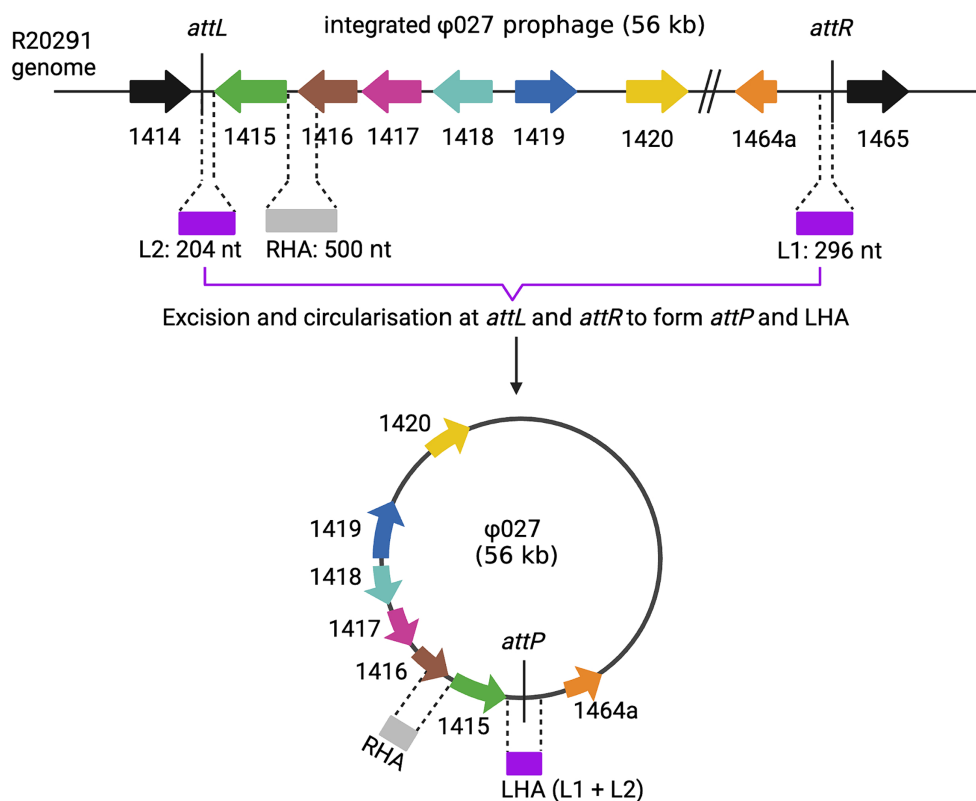 attL integrated φ027 prophage (56 kb) attR
R20291
genome
1414 1415 1416 1417 1418 1419 1420 1464a 1465
L2: 204 nt RHA: 500 nt L1: 296 nt
Excision and circularisation at attL and attR to form attP and LHA
1420
1419
φ027
(56 kb)
1418
1417
attP
1416
1415
1464a
RHA
LHA (L1 + L2)